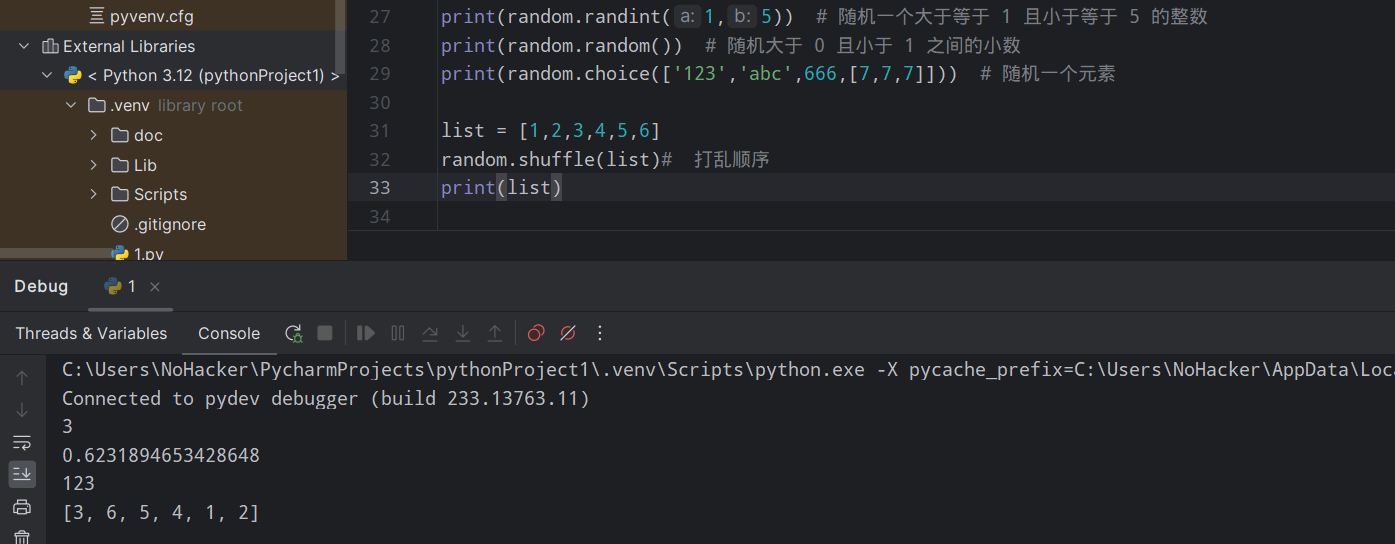 pyvenv.cfg
External Libraries
< Python 3.12 (pythonProject1) >
.venv library root
doc
Lib
Scripts
.gitignore
1.py
27 print(random.randint( a: 1, b: 5)) # 随机一个大于等于 1 且小于等于 5 的整数
28 print(random.random()) # 随机大于 0 且小于 1 之间的小数
29 print(random.choice(['123','abc',666,[7,7,7]])) # 随机一个元素
30
31 list = [1,2,3,4,5,6]
32 random.shuffle(list)# 打乱顺序
33 print(list)
34
Debug 1
Threads & Variables Console
C:\Users\NoHacker\PycharmProjects\pythonProject1\.venv\Scripts\python.exe -X pycache_prefix=C:\Users\NoHacker\AppData\Loc
Connected to pydev debugger (build 233.13763.11)
3
0.6231894653428648
123
[3, 6, 5, 4, 1, 2]